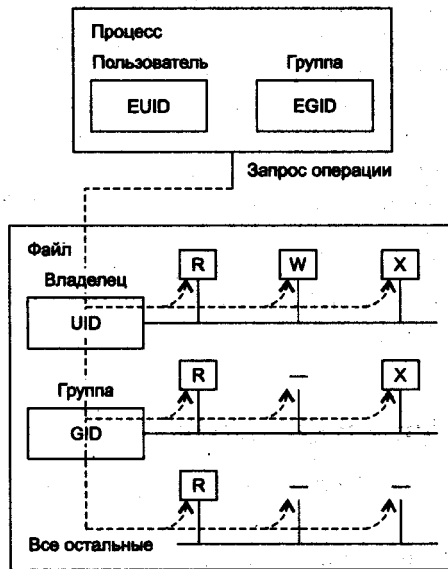 Процесс
Пользователь Группа
EUID EGID
Запрос операции
Файл
Владелец
R W X
UID
Группа
R — X
GID
R — —
Все остальные